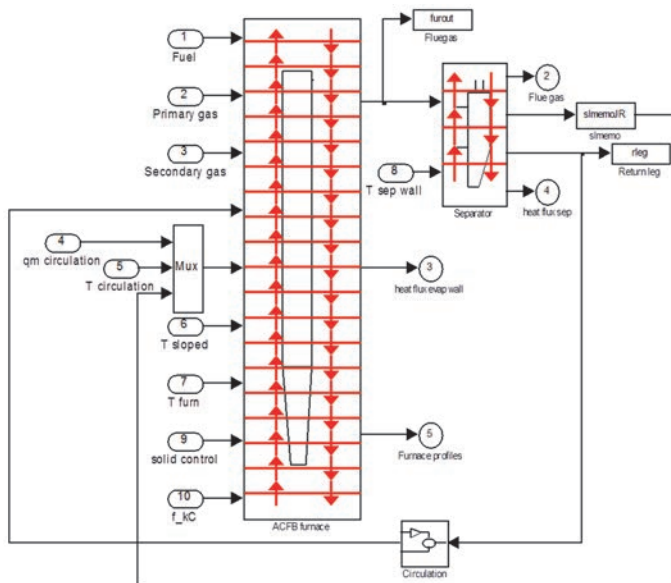 1
Fuel
2
Primary gas
3
Secondary gas
4
qm circulation
5
T circulation
Mux
6
T sloped
7
T furn
9
solid control
10
f_kC
ACFB furnace
furout
Fluegas
8
T sep wall
Separator
2
Flue gas
slmemoJR
slmemo
rleg
Return leg
4
heat flux sep
3
heat flux evap wall
5
Furnace profiles
Circulation